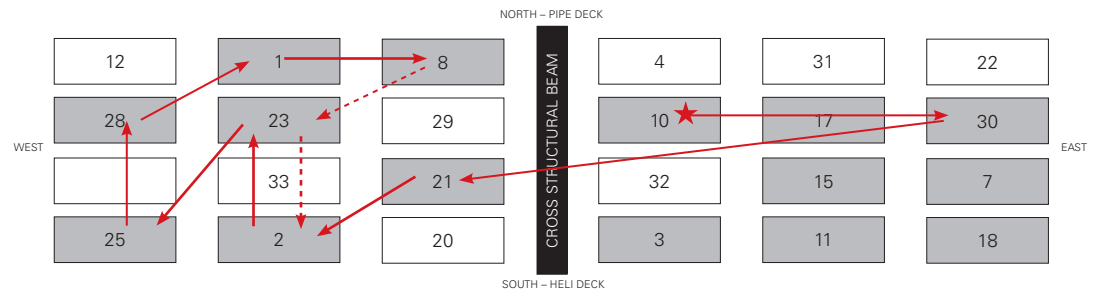 NORTH – PIPE DECK
12 1 8 4 31 22
28 23 29 10 17 30
WEST EAST
33 21 32 15 7
25 2 20 3 11 18
CROSS STRUCTURAL BEAM
SOUTH – HELI DECK